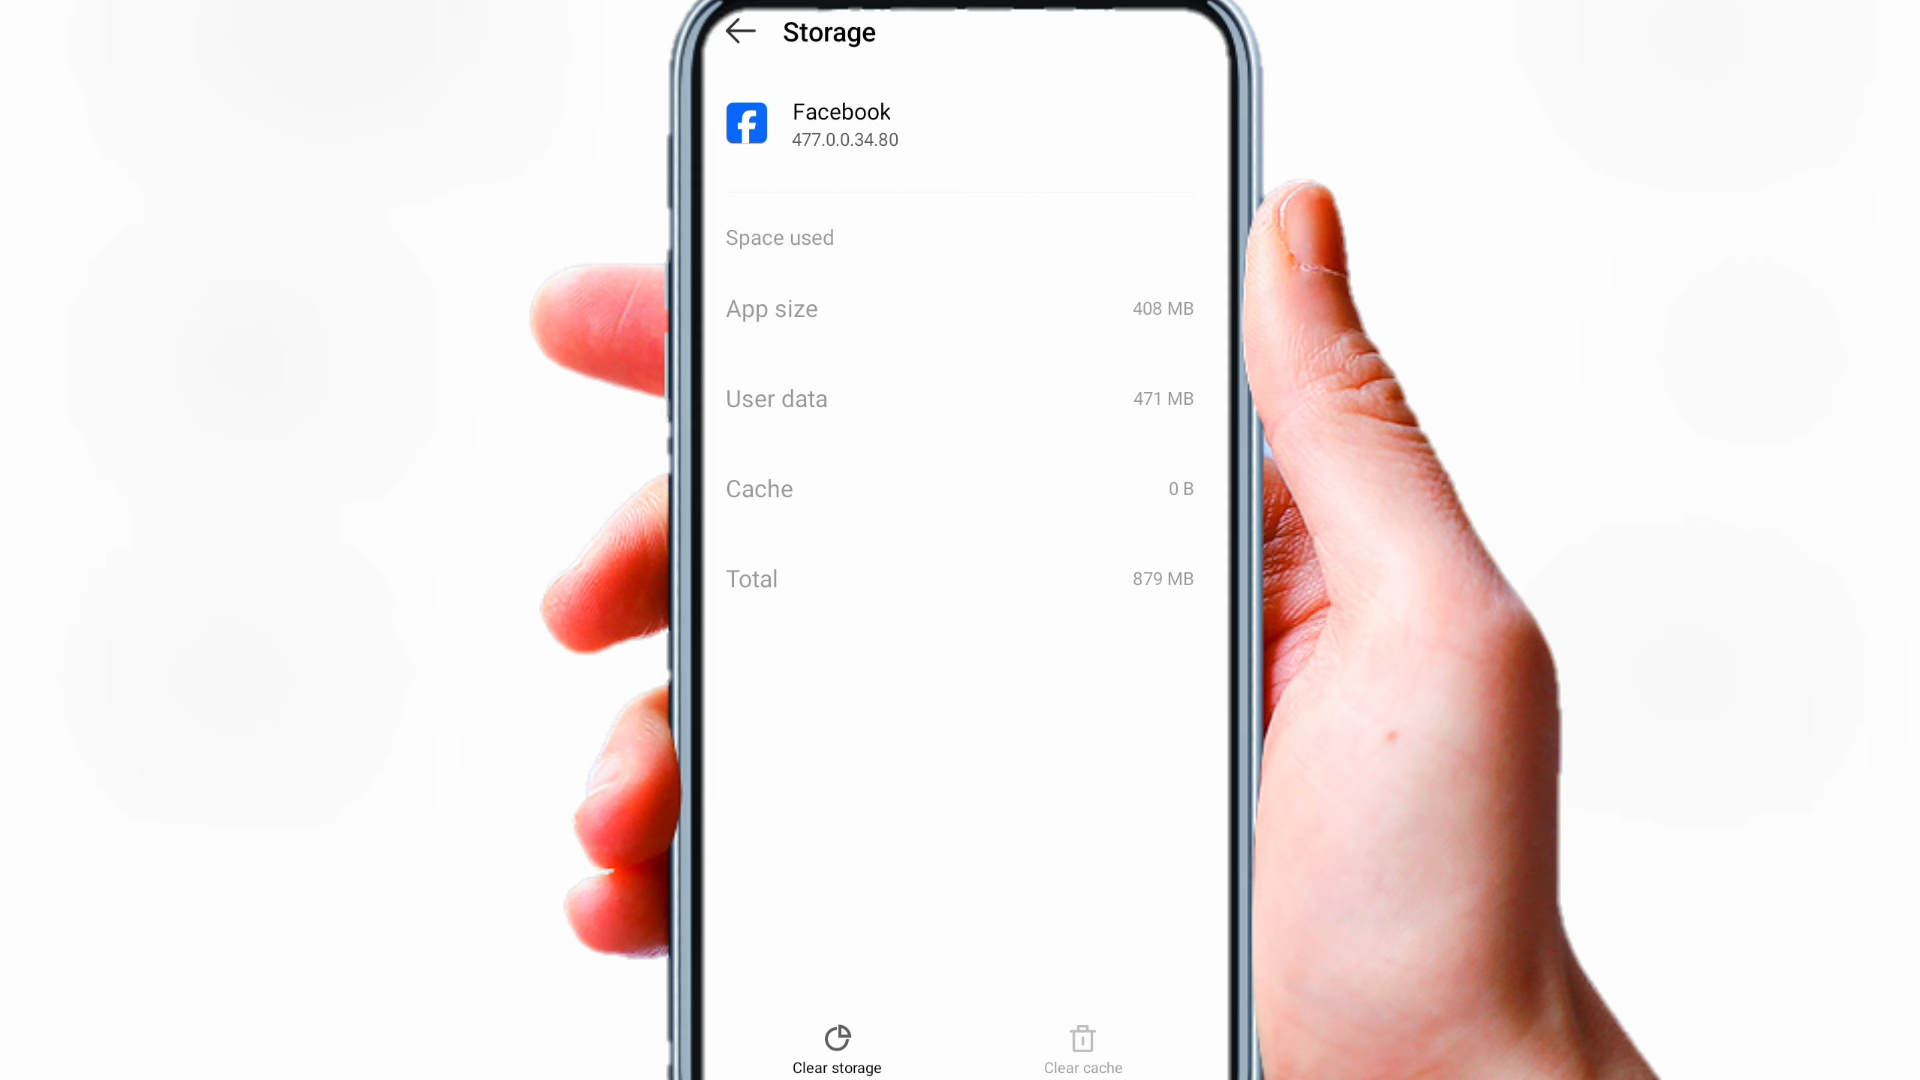 Storage
Facebook
477.0.0.34.80
Space used
App size 408 MB
User data 471 MB
Cache 0 B
Total 879 MB
Clear storage Clear cache